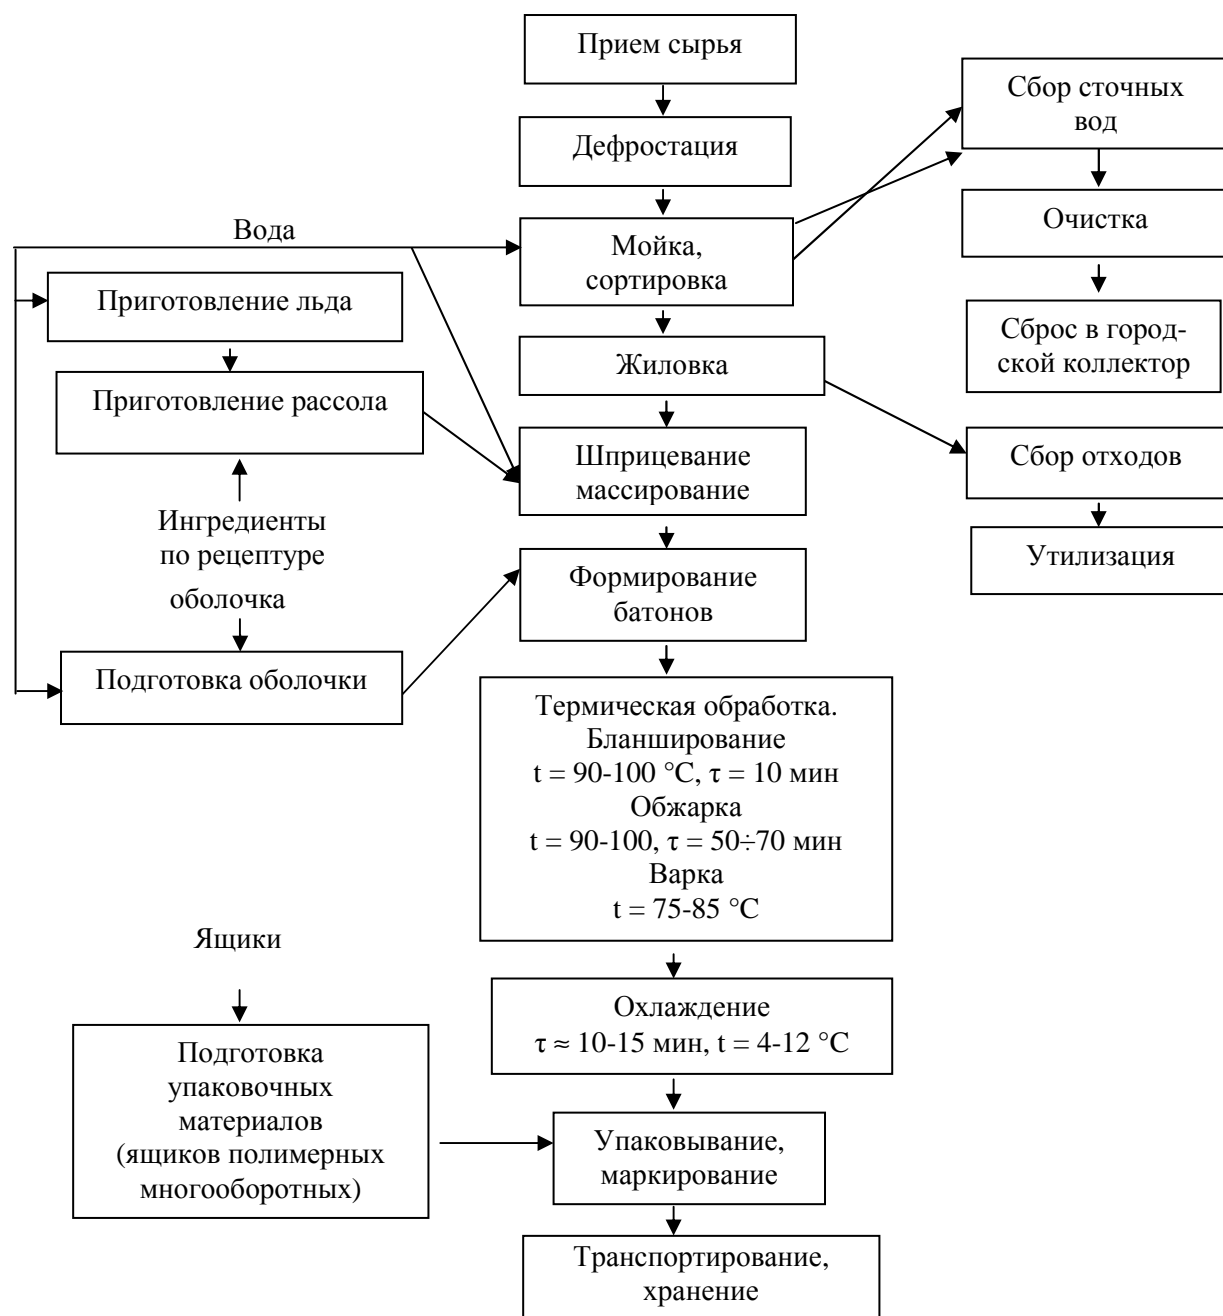 Прием сырья
Сбор сточных
вод
Дефростация
Очистка
Вода
Мойка,
сортировка
Приготовление льда
Сброс в город-
ской коллектор
Жиловка
Приготовление рассола
Шприцевание
массирование
Сбор отходов
Ингредиенты
по рецептуре
Утилизация
Формирование
батонов
оболочка
Подготовка оболочки
Термическая обработка.
Бланширование
t = 90-100 °С, τ = 10 мин
Обжарка
t = 90-100, τ = 50÷70 мин
Варка
t = 75-85 °С
Ящики
Охлаждение
τ ≈ 10-15 мин, t = 4-12 °С
Подготовка
упаковочных
материалов
(ящиков полимерных
многооборотных)
Упаковывание,
маркирование
Транспортирование,
хранение